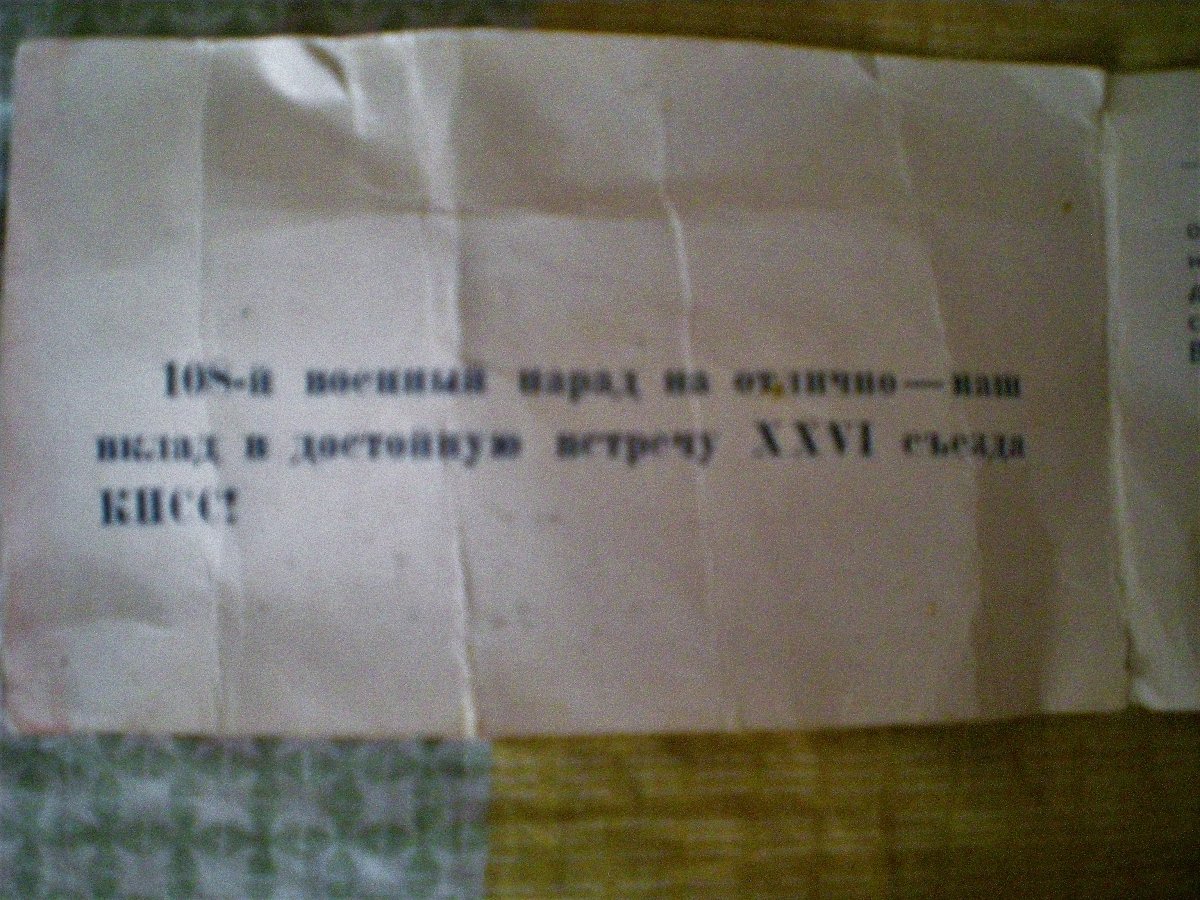 108-й военный парад на отлично — наш
вклад в достойную встречу XXVI съезда
КПСС!